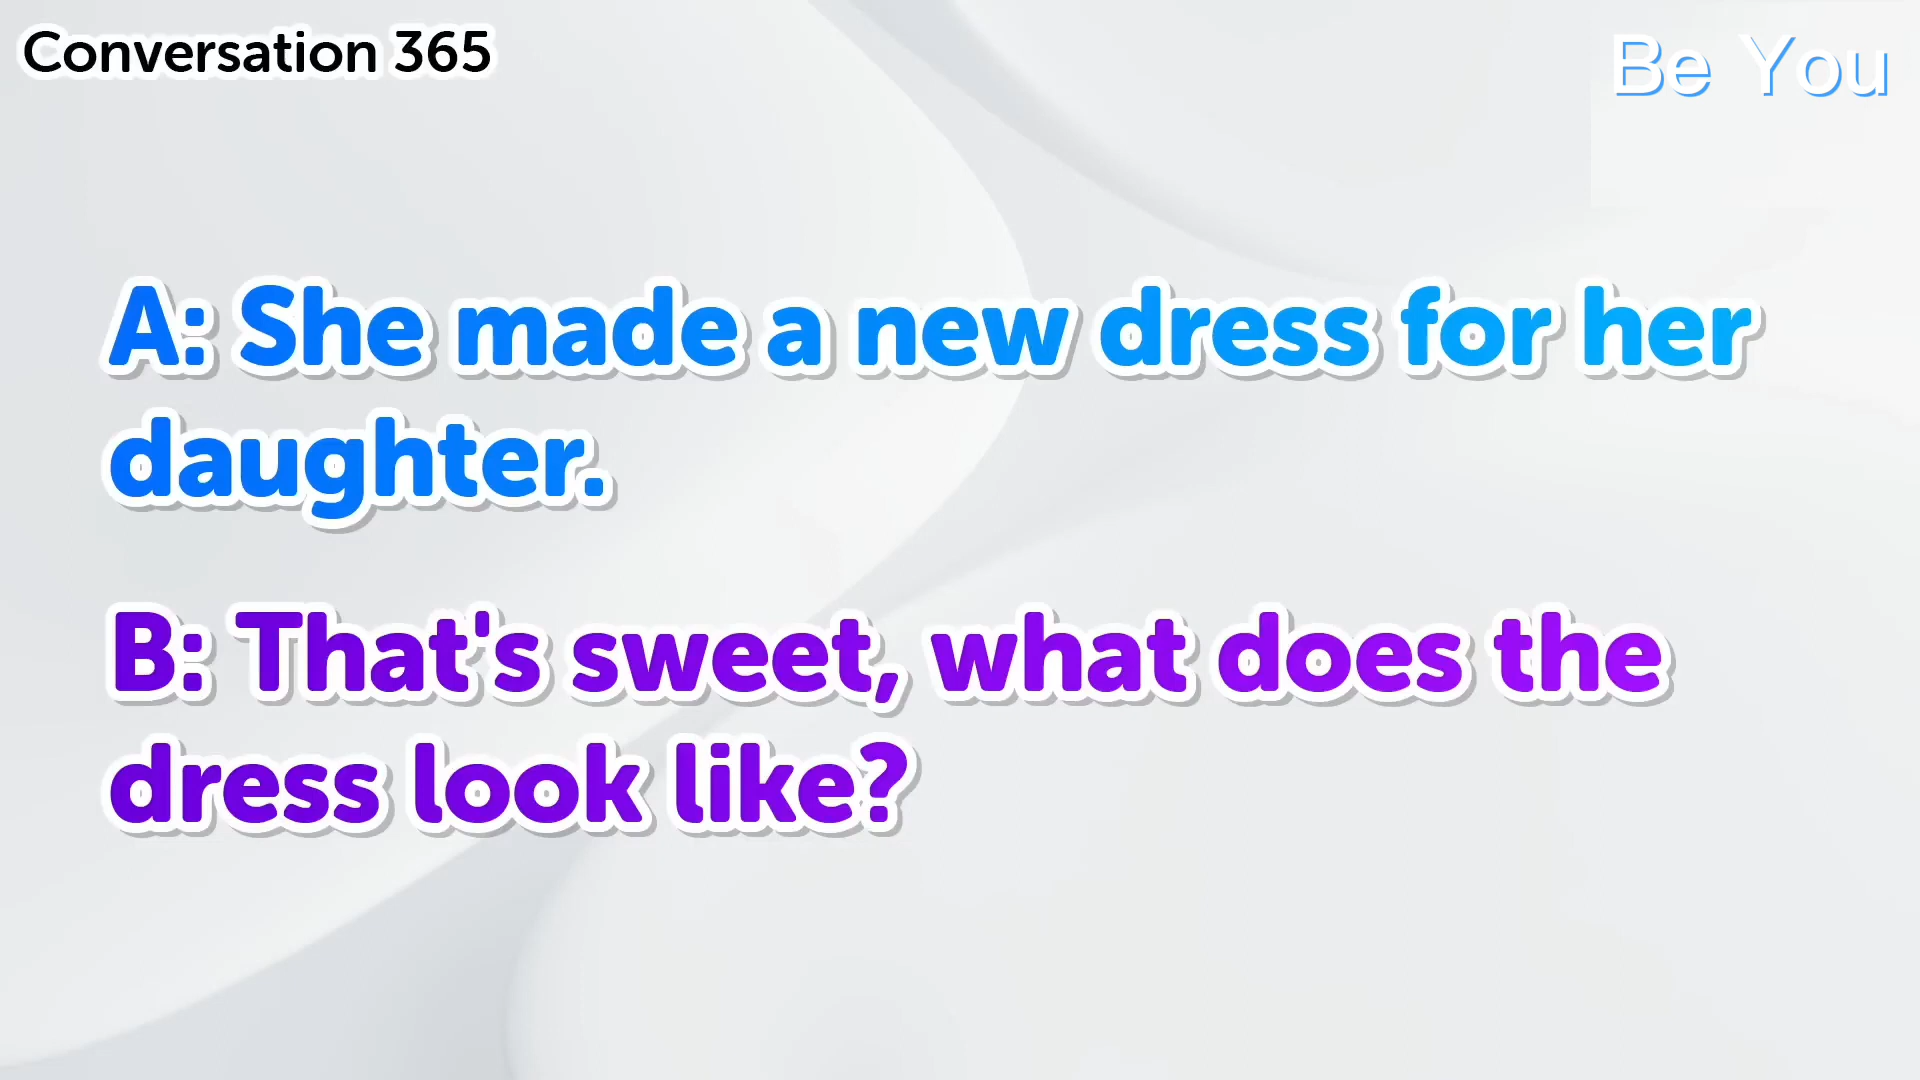 Conversation 365
Be You
A: She made a new dress for her
daughter.
B: That's sweet, what does the
dress look like?